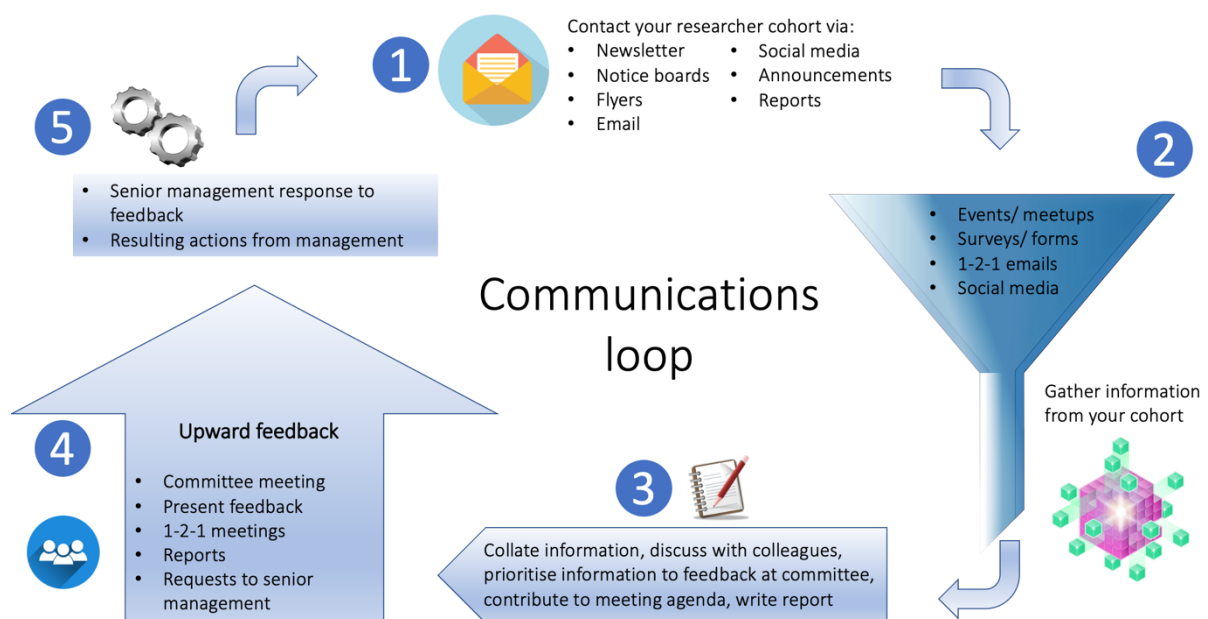 1
Contact your researcher cohort via:
• Newsletter
• Notice boards
• Flyers
• Email
• Social media
• Announcements
• Reports
2
• Events/ meetups
• Surveys/ forms
• 1-2-1 emails
• Social media
Gather information
from your cohort
3
Collate information, discuss with colleagues,
prioritise information to feedback at committee,
contribute to meeting agenda, write report
4
Upward feedback
• Committee meeting
• Present feedback
• 1-2-1 meetings
• Reports
• Requests to senior
management
5
• Senior management response to
feedback
• Resulting actions from management
Communications
loop